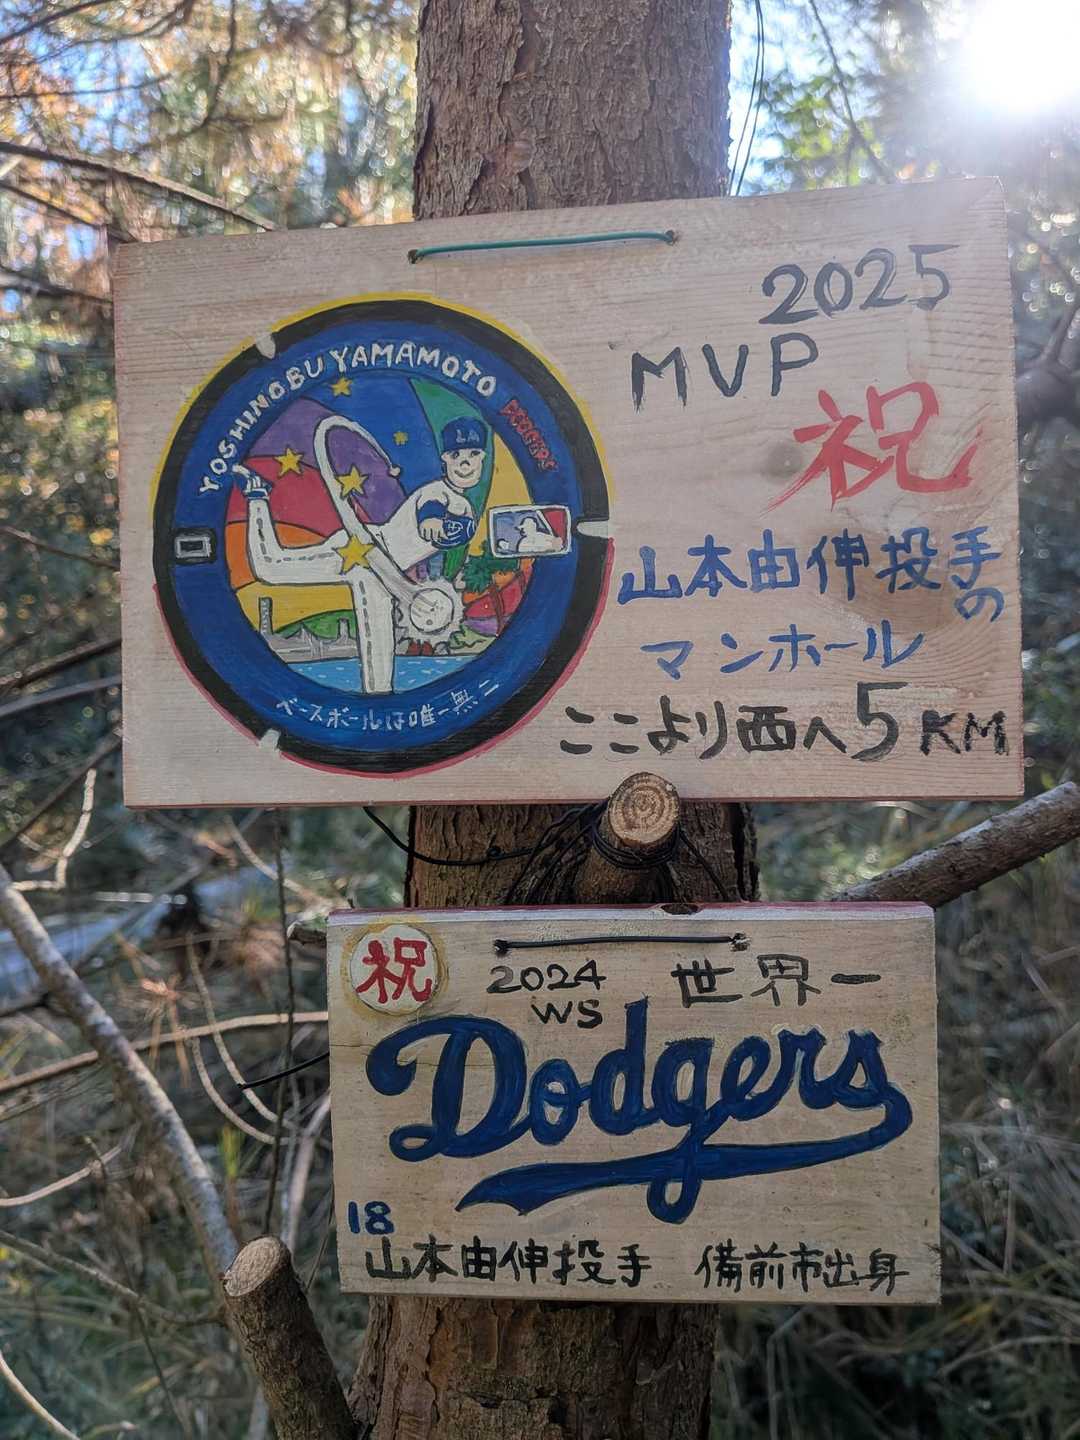 2025
MVP
祝
YOSHINOBU YAMAMOTO
LA
山本由伸投手の
マンホール
ベースボールは唯一無二
ここより西へ5KM
祝
2024 世界一
WS
Dodgers
18
山本由伸投手 備前市出身